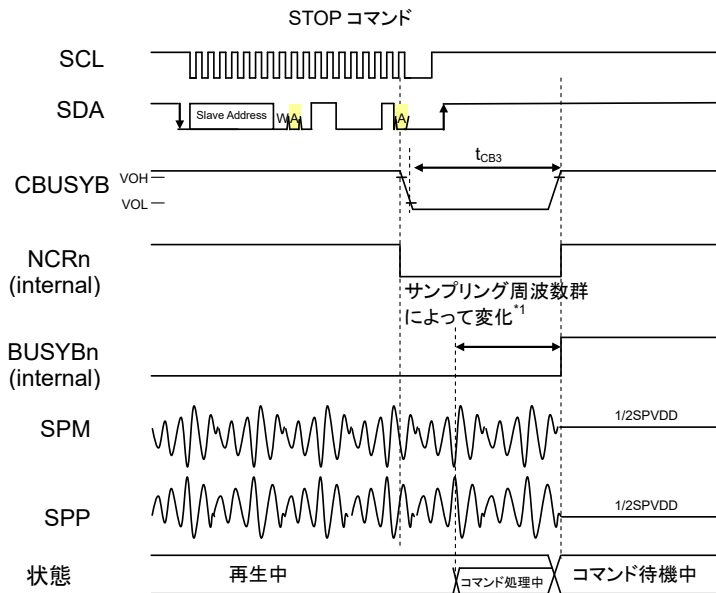 STOP コマンド
SCL
SDA
Slave Address
W
A
A
tCB3
CBUSYB
VOH
VOL
NCRn
(internal)
サンプリング周波数群
によって変化*1
BUSYBn
(internal)
SPM
1/2SPVDD
SPP
1/2SPVDD
状態
再生中
コマンド処理中
コマンド待機中